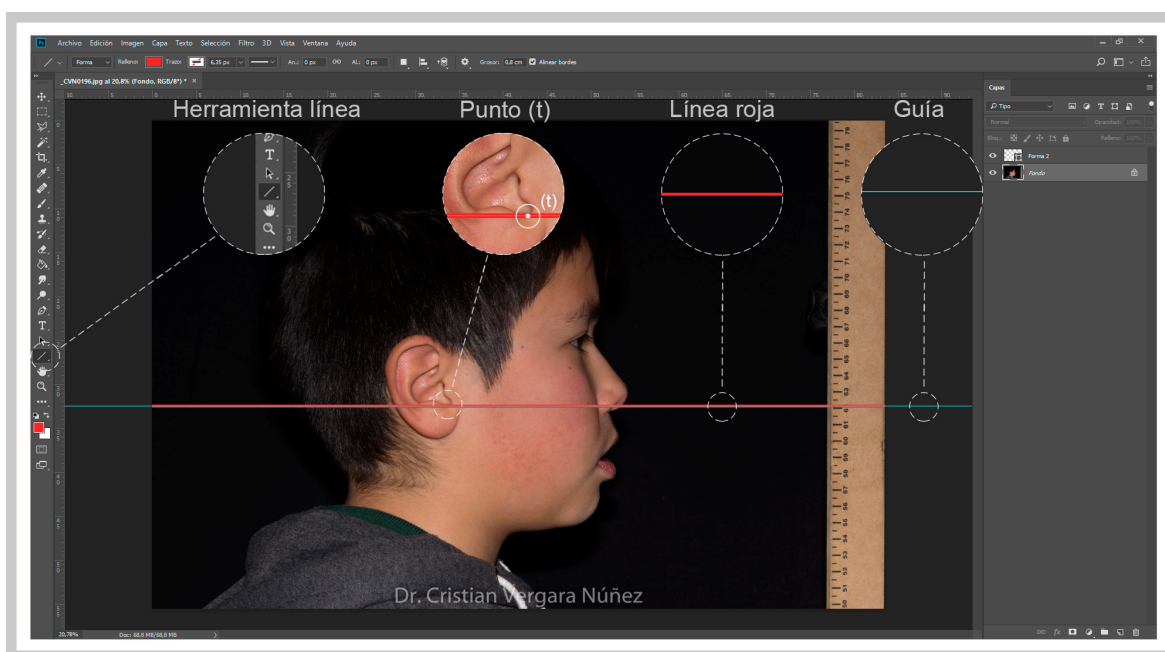 Ps Archivo Edición Imagen Capa Texto Selección Filtro 3D Vista Ventana Ayuda
Forma Relleno: Trazo: 6,35 px An.: 0 px AL: 0 px Grosor: 0,8 cm Alinear bordes
_CVN0196.jpg al 20,8% (Fondo, RGB/8*) * ×
Capas
Herramienta línea Punto (t) Línea roja Guía
Tipo
Normal Opacidad: 100%
Bloq.: Relleno: 100%
Forma 2
Fondo
(t)
Dr. Cristian Vergara Núñez
20,78% Doc: 68,8 MB/68,8 MB